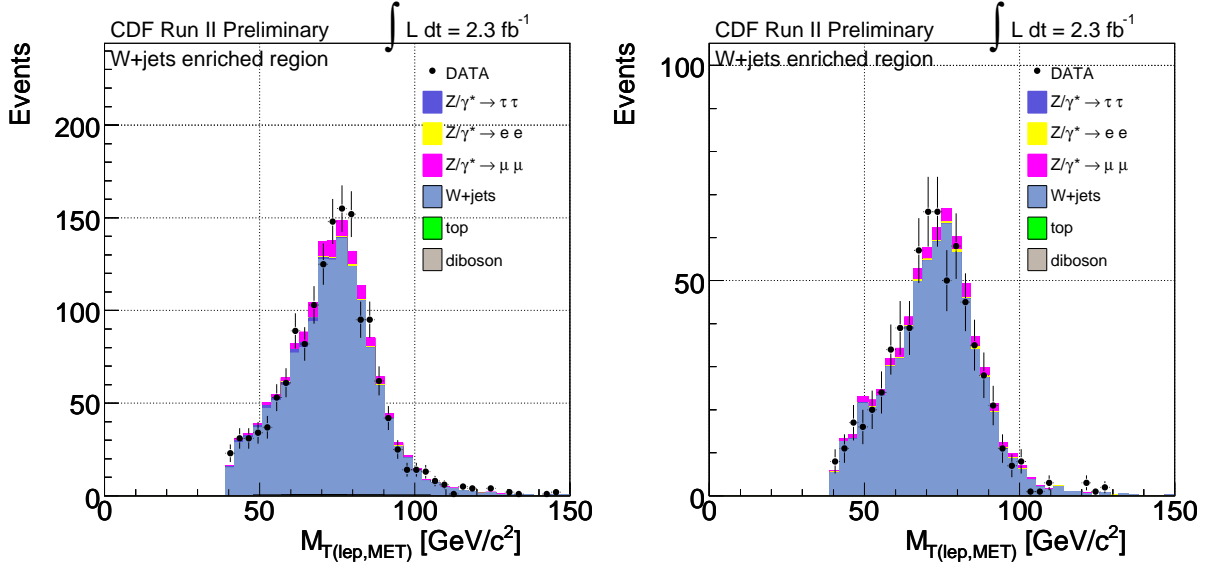 CDF Run II Preliminary ∫ L dt = 2.3 fb⁻¹
W+jets enriched region
Events
DATA
Z/γ* → τ τ
Z/γ* → e e
Z/γ* → μ μ
W+jets
top
diboson
200
150
100
50
0
0 50 100 150
M_T(lep,MET) [GeV/c²]
CDF Run II Preliminary ∫ L dt = 2.3 fb⁻¹
W+jets enriched region
Events
DATA
Z/γ* → τ τ
Z/γ* → e e
Z/γ* → μ μ
W+jets
top
diboson
100
50
0
0 50 100 150
M_T(lep,MET) [GeV/c²]